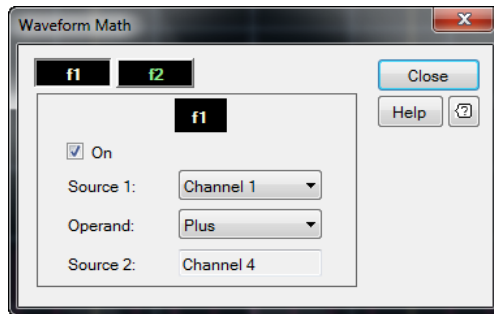 Waveform Math
f1 f2 Close
f1 Help
On
Source 1: Channel 1
Operand: Plus
Source 2: Channel 4